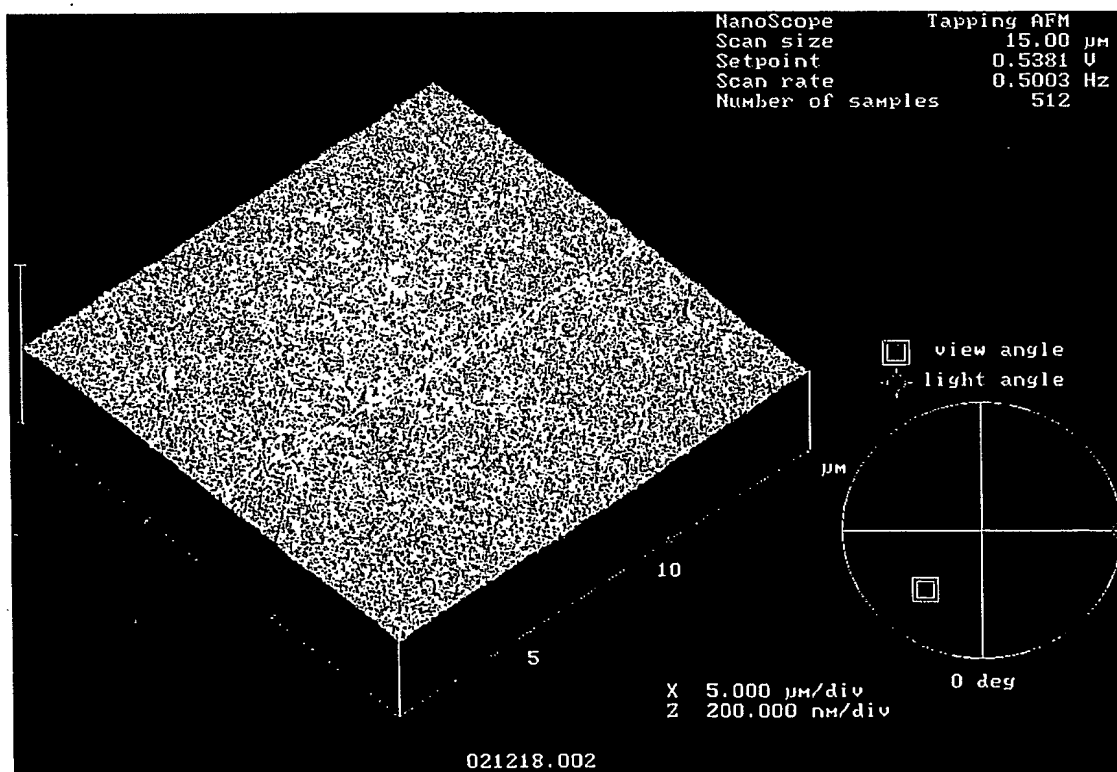 NanoScope Tapping AFM
Scan size 15.00 µm
Setpoint 0.5381 V
Scan rate 0.5003 Hz
Number of samples 512
view angle
light angle
µm
10
5
0 deg
X 5.000 µm/div
Z 200.000 nm/div
021218.002